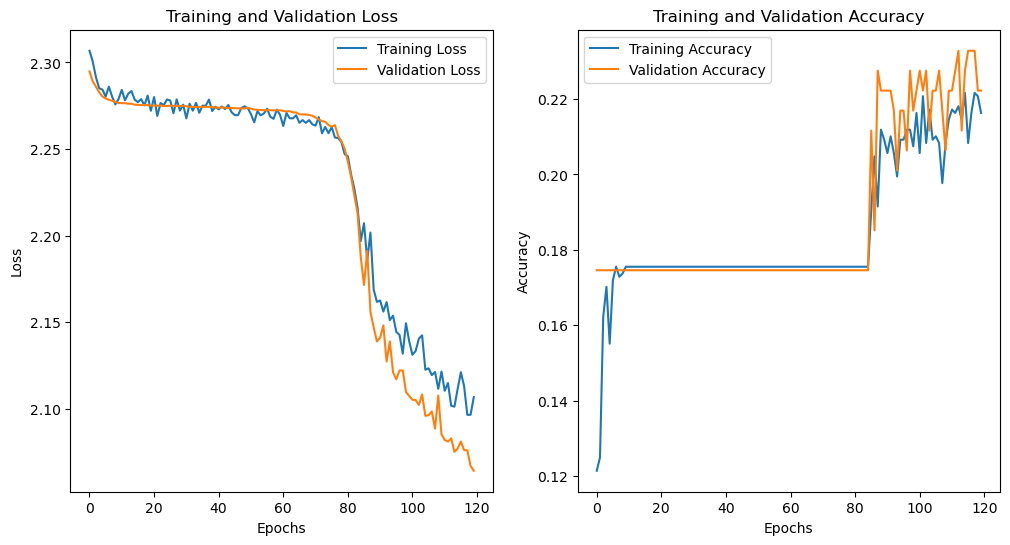 Training and Validation Loss
Training Loss
Validation Loss
2.30
2.25
2.20
2.15
2.10
Loss
0
20
40
60
80
100
120
Epochs
Training and Validation Accuracy
Training Accuracy
Validation Accuracy
0.22
0.20
0.18
0.16
0.14
0.12
Accuracy
0
20
40
60
80
100
120
Epochs